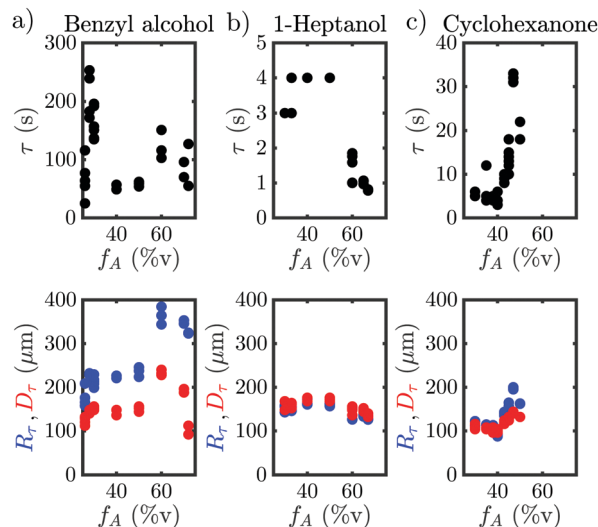 a) Benzyl alcohol
300
200
100
0
τ (s)
40 60
f_A (%v)
b) 1-Heptanol
5
4
3
2
1
0
τ (s)
40 60
f_A (%v)
c) Cyclohexanone
40
30
20
10
0
τ (s)
40 60
f_A (%v)
400
300
200
100
0
R_τ, D_τ (μm)
40 60
f_A (%v)
400
300
200
100
0
R_τ, D_τ (μm)
40 60
f_A (%v)
400
300
200
100
0
R_τ, D_τ (μm)
40 60
f_A (%v)